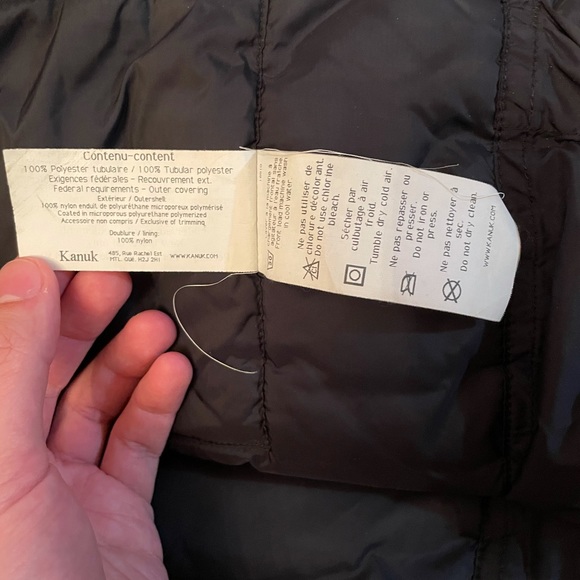 Contenu-content
100% Polyester tubulaire / 100% Tubular polyester
Exigences fédérales - Recouvrement ext.
Federal requirements - Outer covering
Extérieur / Outershell
100% nylon enduit de polyuréthane microporeux polymérisé
Coated in microporous polyurethane polymerized
Accessoire non compris / Exclusive of trimming
Doublure / lining
100% nylon
Kanuk
485, Rue Rachel Est
MTL. QUE. H2J 2H1
WWW.KANUK.COM
in cool water
Ne pas utiliser de
chlorure décolorant.
Do not use chlorine
bleach.
Sécher par
culbutage à air
froid.
Tumble dry cold air.
Ne pas repasser ou
presser.
Do not iron or
press.
Ne pas nettoyer à
sec.
Do not dry clean.
WWW.KANUK.COM